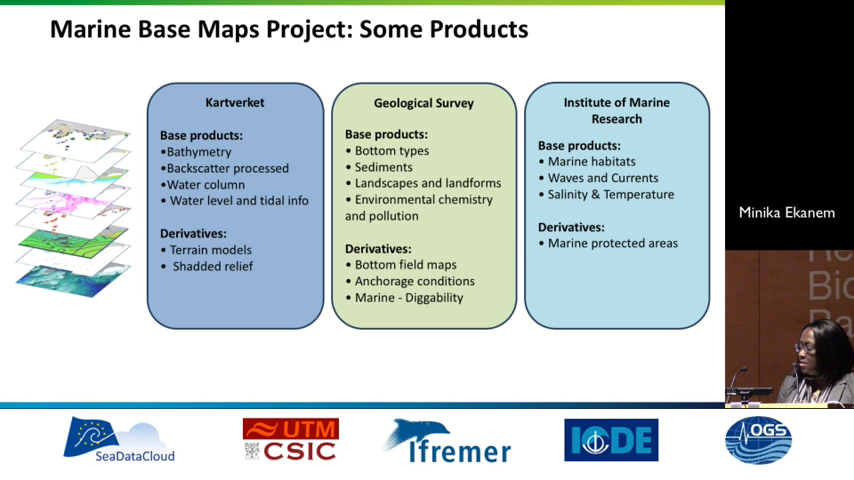 Marine Base Maps Project: Some Products
Kartverket
Base products:
•Bathymetry
•Backscatter processed
•Water column
• Water level and tidal info
Derivatives:
• Terrain models
• Shadded relief
Geological Survey
Base products:
• Bottom types
• Sediments
• Landscapes and landforms
• Environmental chemistry
and pollution
Derivatives:
• Bottom field maps
• Anchorage conditions
• Marine - Diggability
Institute of Marine
Research
Base products:
• Marine habitats
• Waves and Currents
• Salinity & Temperature
Derivatives:
• Marine protected areas
Minika Ekanem
SeaDataCloud
UTM
CSIC
Ifremer
IODE
OGS